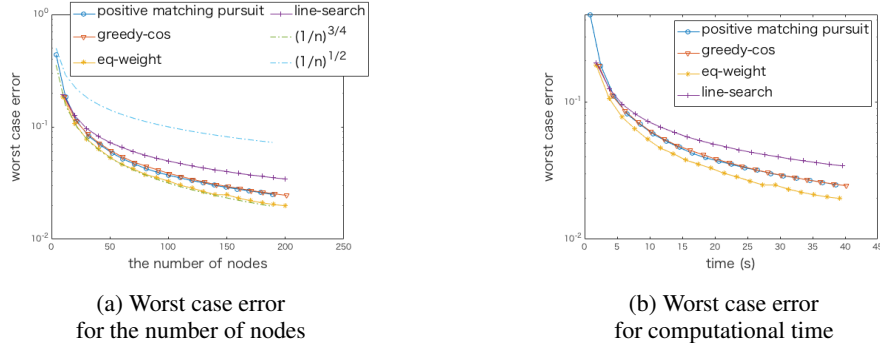 positive matching pursuit
line-search
greedy-cos
(1/n)^{3/4}
eq-weight
(1/n)^{1/2}
10^0
10^{-1}
10^{-2}
worst case error
0 50 100 150 200 250
the number of nodes
(a) Worst case error
for the number of nodes
positive matching pursuit
greedy-cos
eq-weight
line-search
10^{-1}
10^{-2}
worst case error
0 5 10 15 20 25 30 35 40 45
time (s)
(b) Worst case error
for computational time